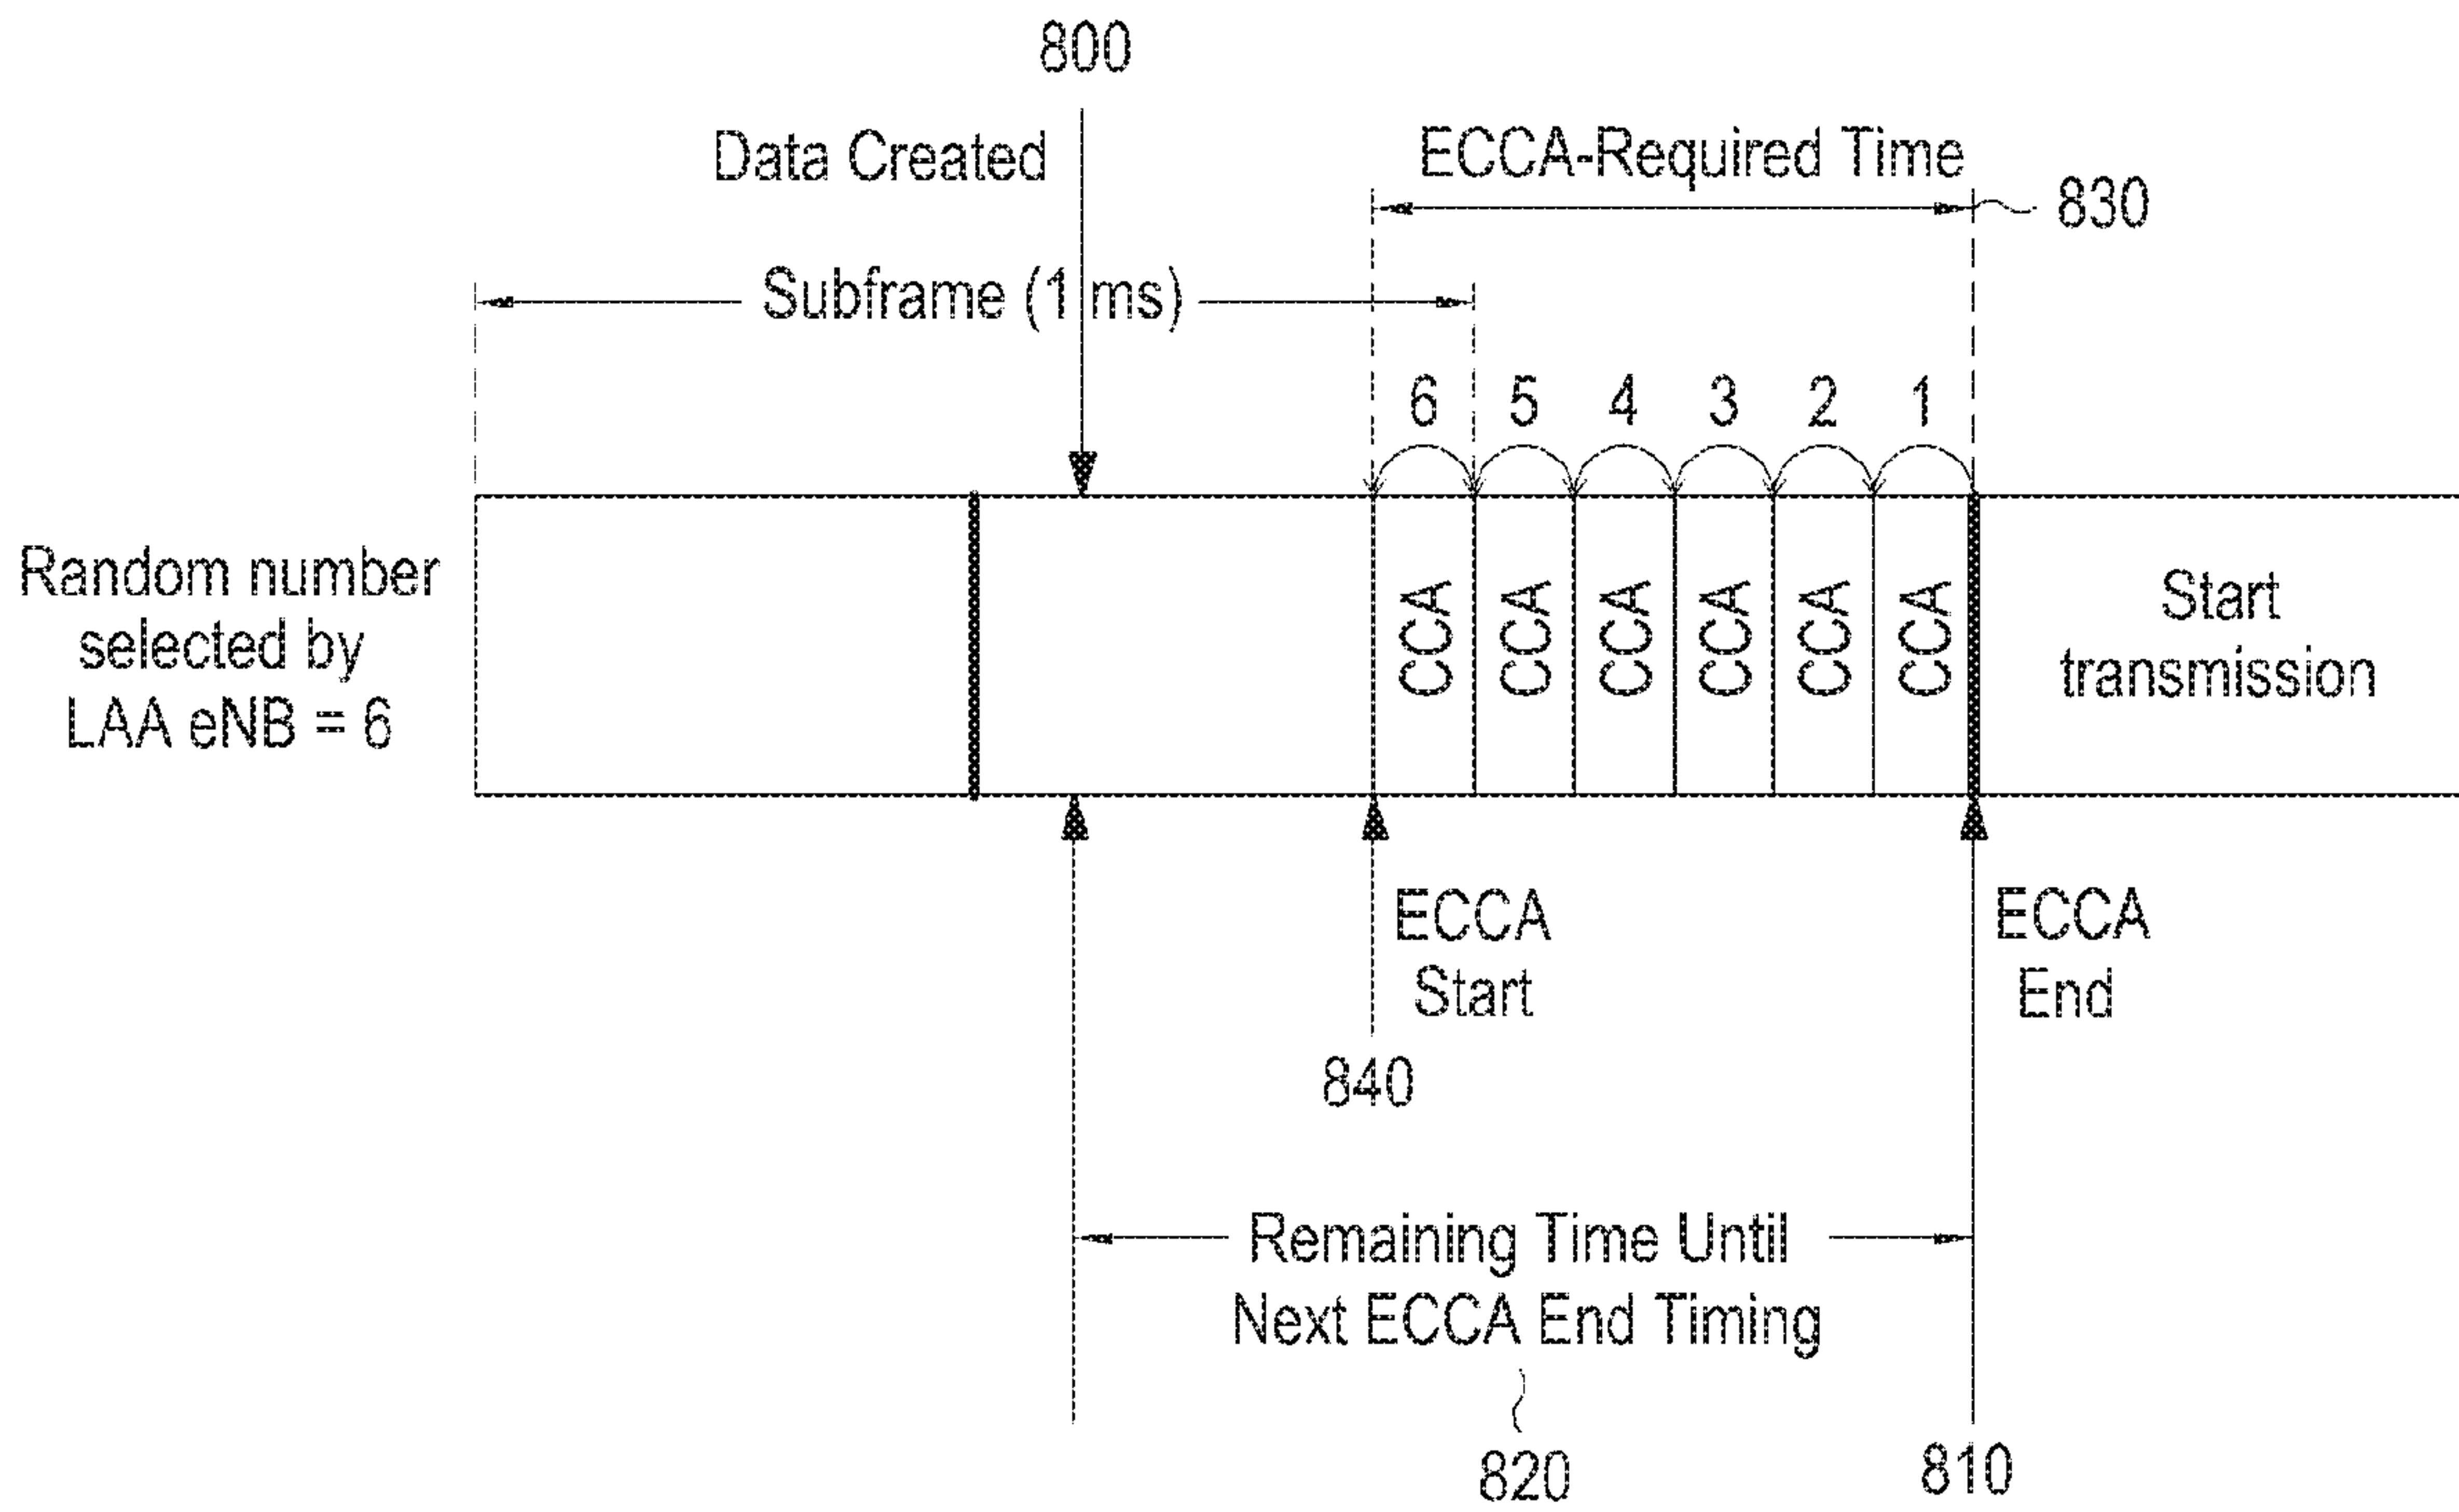 800
Data Created
ECCA-Required Time
830
Subframe (1 ms)
6 5 4 3 2 1
Random number
selected by
LAA eNB = 6
CCA
CCA
CCA
CCA
CCA
CCA
Start
transmission
ECCA
Start
840
ECCA
End
Remaining Time Until
Next ECCA End Timing
820
810